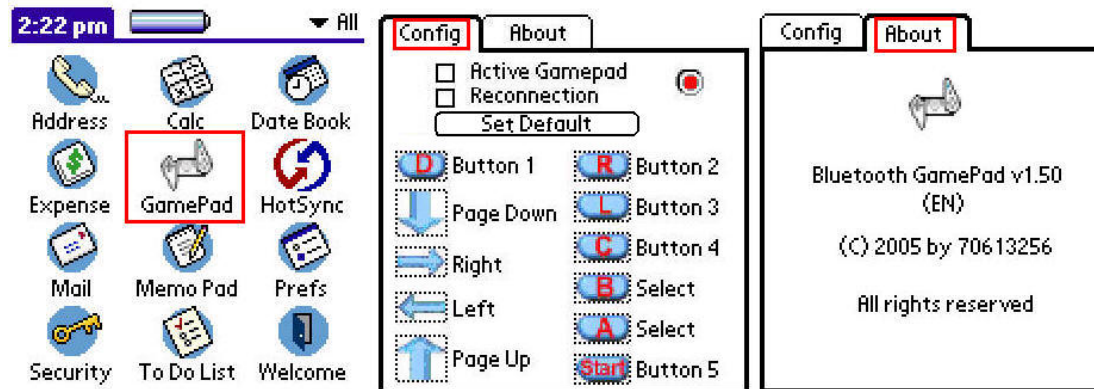 2:22 pm All
Address Calc Date Book
Expense GamePad HotSync
Mail Memo Pad Prefs
Security To Do List Welcome
Config About
Active Gamepad
Reconnection
Set Default
D Button 1
Page Down
Right
Left
Page Up
R Button 2
L Button 3
C Button 4
B Select
A Select
Start Button 5
Config About
Bluetooth GamePad v1.50
(EN)
(C) 2005 by 70613256
All rights reserved